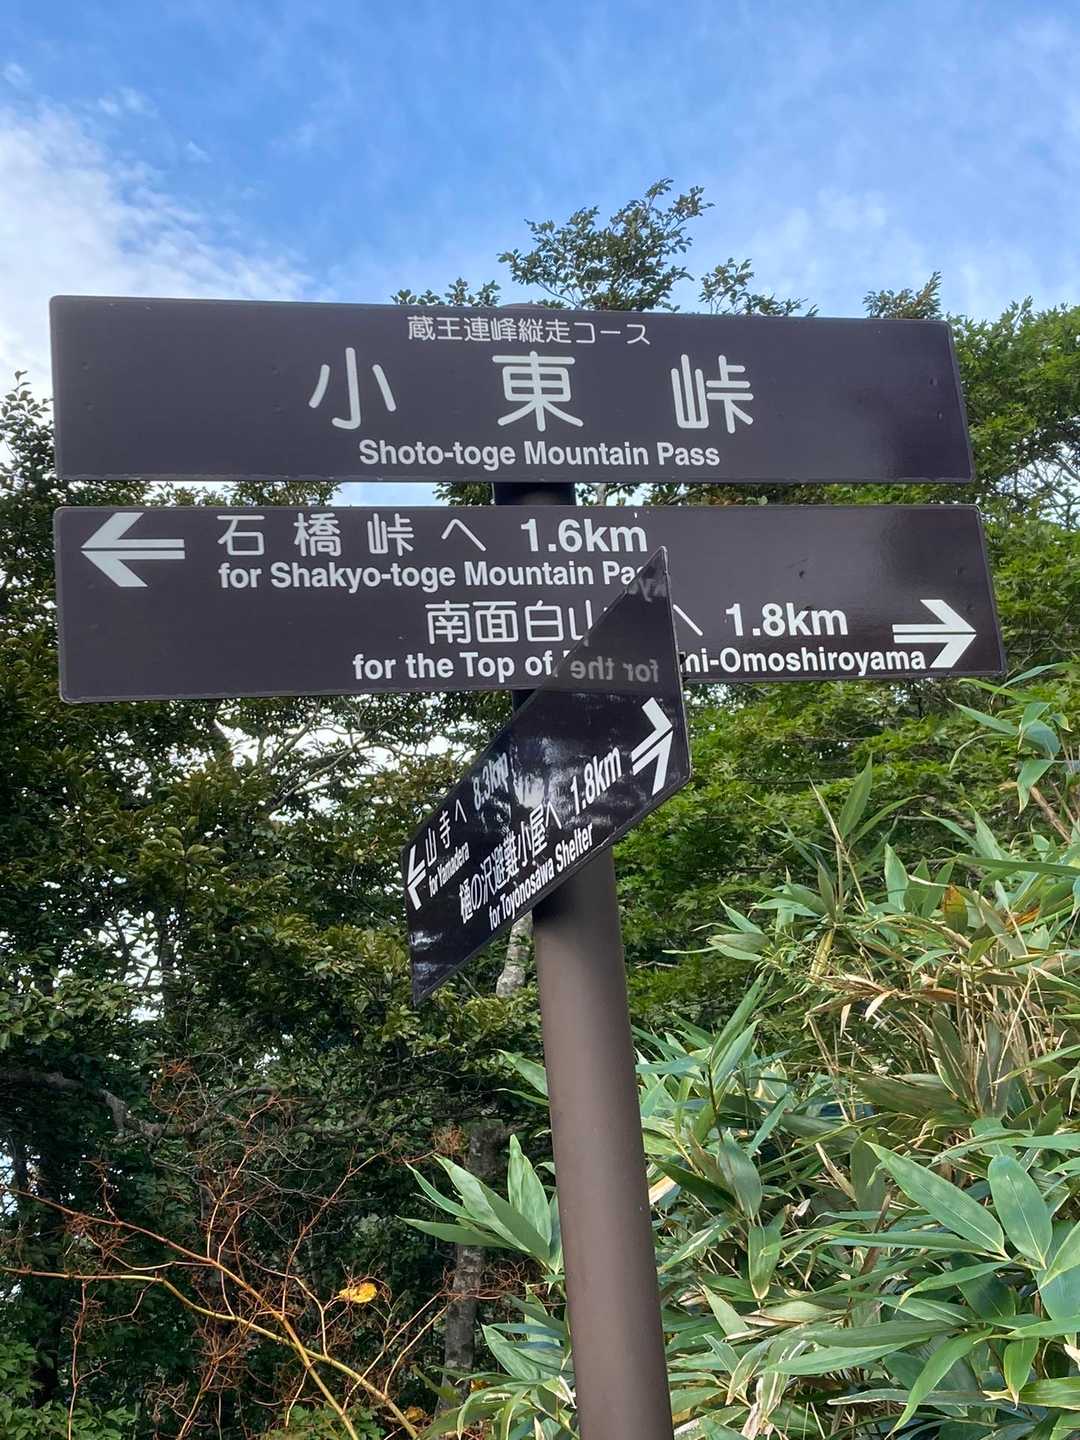 蔵王連峰縦走コース
小東峠
Shoto-toge Mountain Pass
石橋峠へ 1.6km
for Shakyo-toge Mountain
南面白山 へ 1.8km
for the Top of mi-Omoshiroyama
山寺へ 8.3km
for Yamadera
樋の沢避難小屋へ 1.8km
for Toyonosawa Shelter